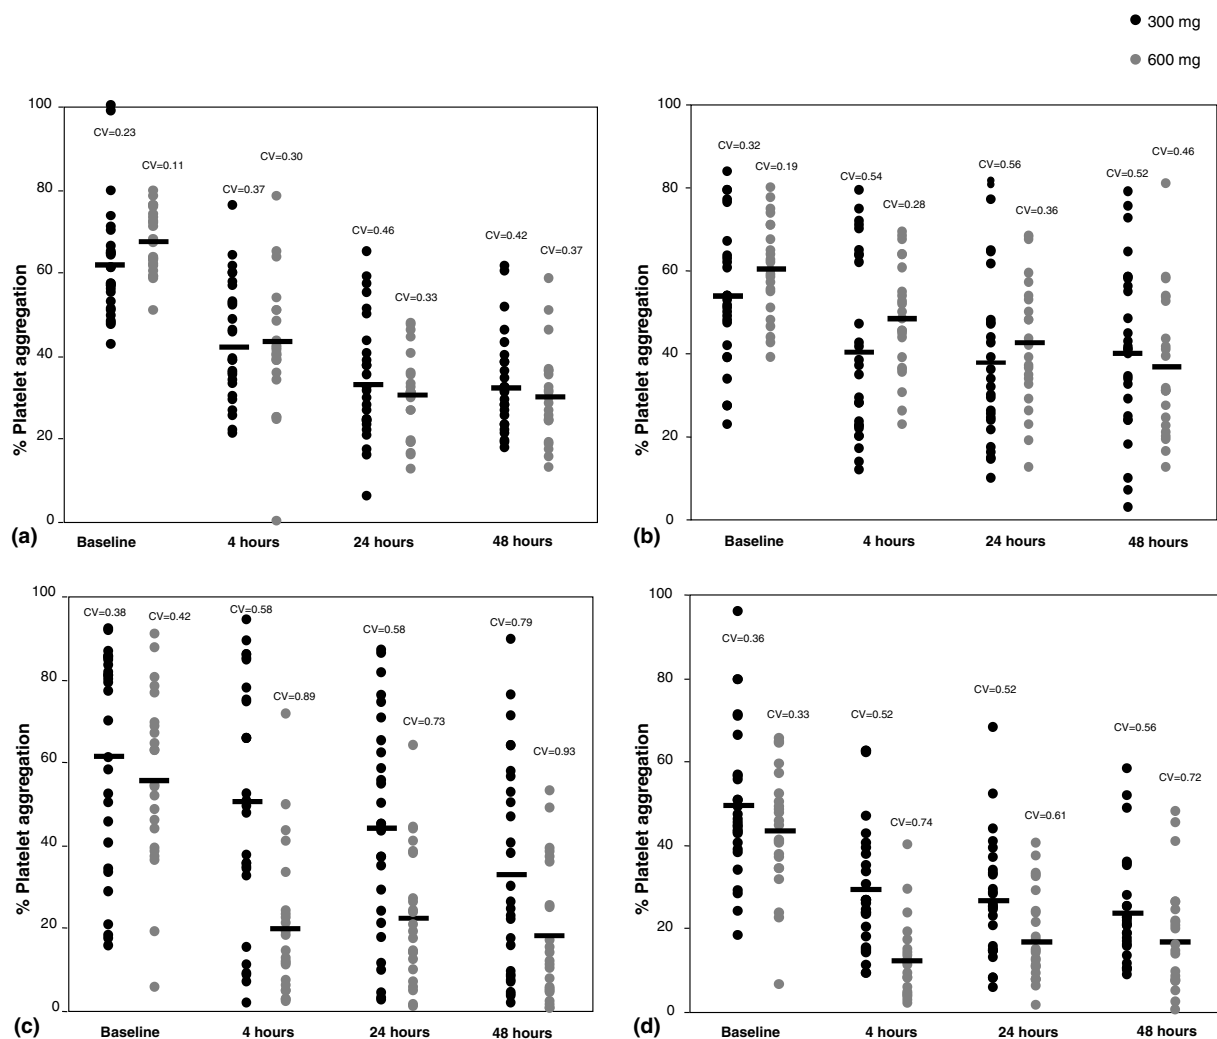 300 mg
600 mg
100
80
60
40
20
0
% Platelet aggregation
CV=0.23
CV=0.11
CV=0.37
CV=0.30
CV=0.46
CV=0.33
CV=0.42
CV=0.37
(a)
Baseline
4 hours
24 hours
48 hours
100
80
60
40
20
0
% Platelet aggregation
CV=0.32
CV=0.19
CV=0.54
CV=0.28
CV=0.56
CV=0.36
CV=0.52
CV=0.46
(b)
Baseline
4 hours
24 hours
48 hours
100
80
60
40
20
0
% Platelet aggregation
CV=0.38
CV=0.42
CV=0.58
CV=0.89
CV=0.58
CV=0.73
CV=0.79
CV=0.93
(c)
Baseline
4 hours
24 hours
48 hours
100
80
60
40
20
0
% Platelet aggregation
CV=0.36
CV=0.33
CV=0.52
CV=0.74
CV=0.52
CV=0.61
CV=0.56
CV=0.72
(d)
Baseline
4 hours
24 hours
48 hours